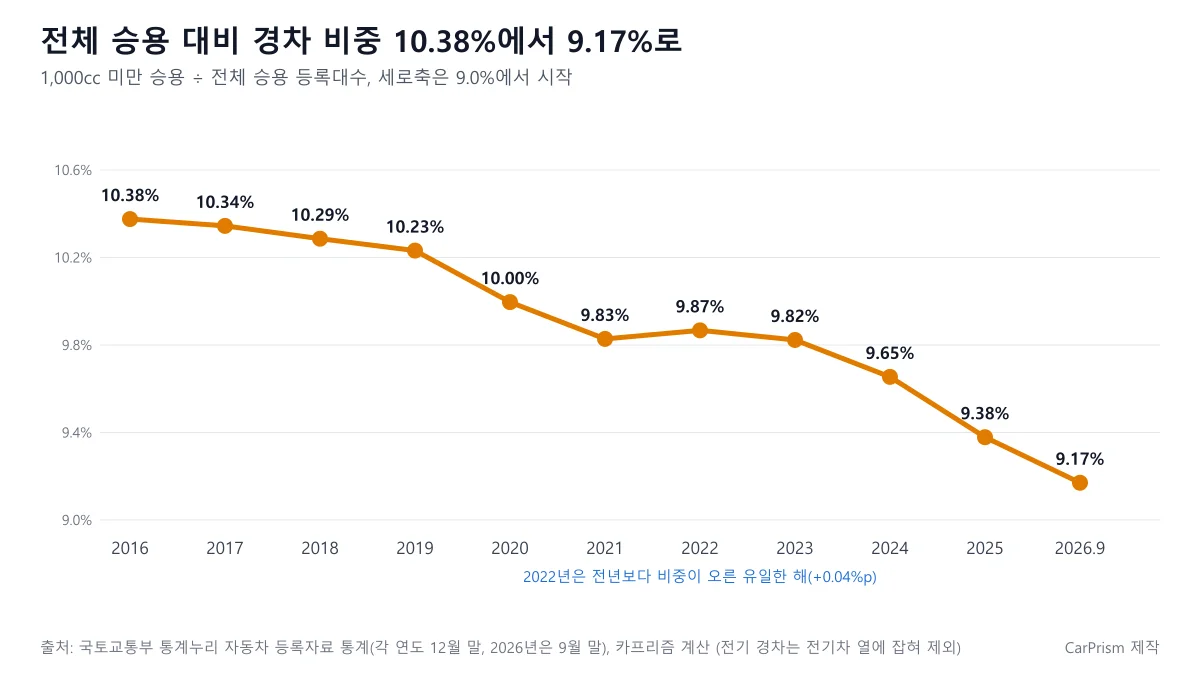 전체 승용 대비 경차 비중 10.38%에서 9.17%로
1,000cc 미만 승용 ÷ 전체 승용 등록대수, 세로축은 9.0%에서 시작
10.6%
10.2%
9.8%
9.4%
9.0%
10.38%
10.34%
10.29%
10.23%
10.00%
9.83%
9.87%
9.82%
9.65%
9.38%
9.17%
2016 2017 2018 2019 2020 2021 2022 2023 2024 2025 2026.9
2022년은 전년보다 비중이 오른 유일한 해(+0.04%p)
출처: 국토교통부 통계누리 자동차 등록자료 통계(각 연도 12월 말, 2026년은 9월 말), 카프리즘 계산 (전기 경차는 전기차 열에 잡혀 제외)
CarPrism 제작